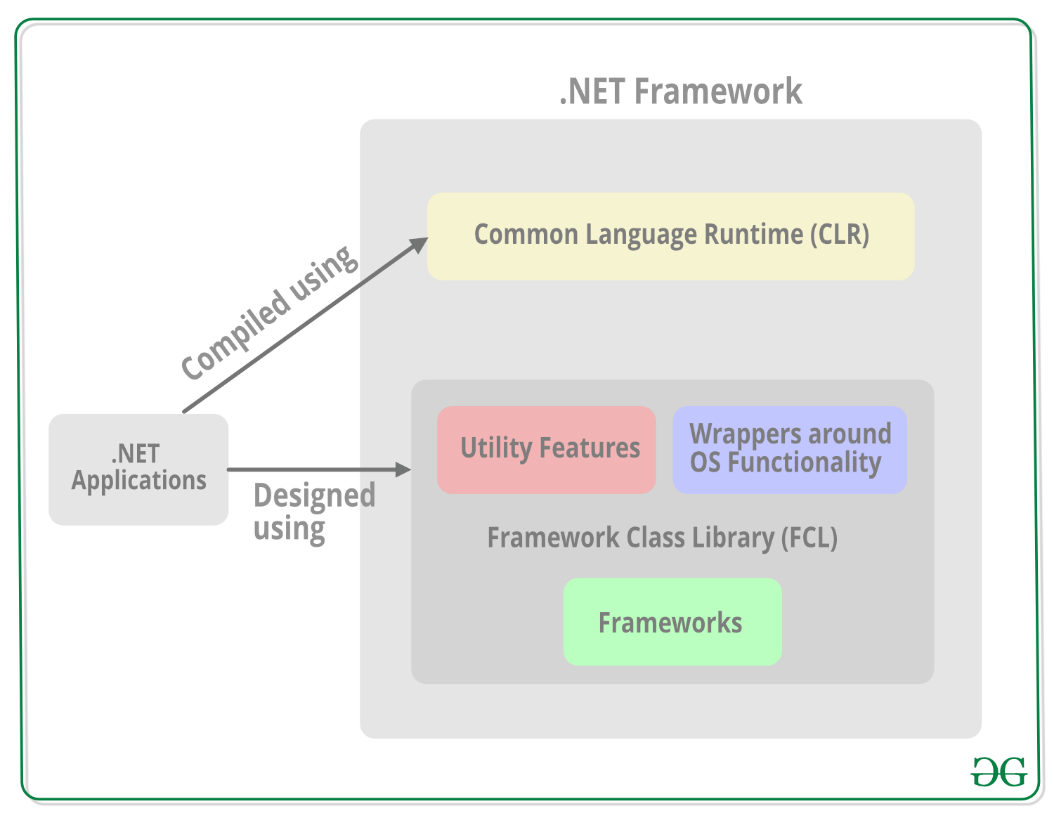 .NET Framework
Common Language Runtime (CLR)
Compiled using
.NET
Applications
Designed
using
Utility Features
Wrappers around
OS Functionality
Framework Class Library (FCL)
Frameworks